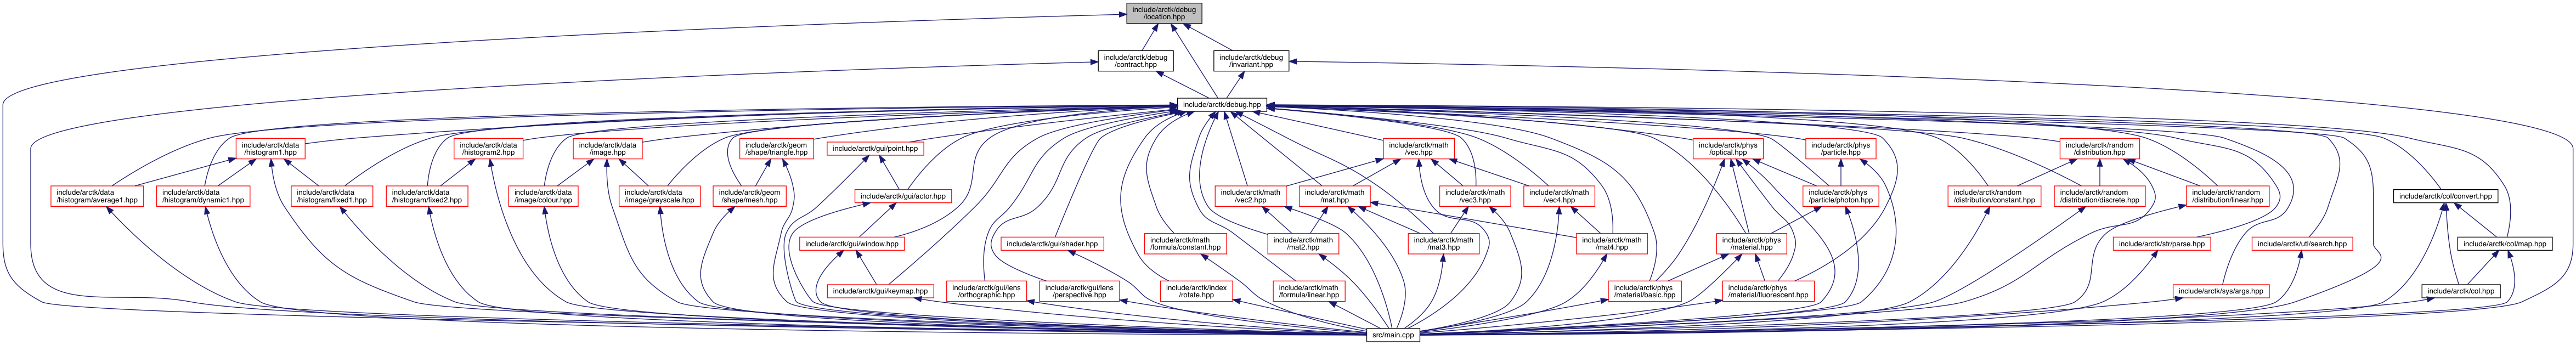 include/arctk/debug
/location.hpp
include/arctk/debug
/contract.hpp
include/arctk/debug
/invariant.hpp
include/arctk/debug.hpp
include/arctk/data
/histogram1.hpp
include/arctk/data
/histogram2.hpp
include/arctk/data
/image.hpp
include/arctk/geom
/shape/triangle.hpp
include/arctk/gui/point.hpp
include/arctk/math
/vec.hpp
include/arctk/phys
/optical.hpp
include/arctk/phys
/particle.hpp
include/arctk/random
/distribution.hpp
include/arctk/data
/histogram/average1.hpp
include/arctk/data
/histogram/dynamic1.hpp
include/arctk/data
/histogram/fixed1.hpp
include/arctk/data
/histogram/fixed2.hpp
include/arctk/data
/image/colour.hpp
include/arctk/data
/image/greyscale.hpp
include/arctk/geom
/shape/mesh.hpp
include/arctk/gui/actor.hpp
include/arctk/math
/vec2.hpp
include/arctk/math
/mat.hpp
include/arctk/math
/vec3.hpp
include/arctk/math
/vec4.hpp
include/arctk/phys
/particle/photon.hpp
include/arctk/random
/distribution/constant.hpp
include/arctk/random
/distribution/discrete.hpp
include/arctk/random
/distribution/linear.hpp
include/arctk/col/convert.hpp
include/arctk/gui/window.hpp
include/arctk/gui/shader.hpp
include/arctk/math
/formula/constant.hpp
include/arctk/math
/mat2.hpp
include/arctk/math
/mat3.hpp
include/arctk/math
/mat4.hpp
include/arctk/phys
/material.hpp
include/arctk/str/parse.hpp
include/arctk/utl/search.hpp
include/arctk/col/map.hpp
include/arctk/gui/keymap.hpp
include/arctk/gui/lens
/orthographic.hpp
include/arctk/gui/lens
/perspective.hpp
include/arctk/index
/rotate.hpp
include/arctk/math
/formula/linear.hpp
include/arctk/phys
/material/basic.hpp
include/arctk/phys
/material/fluorescent.hpp
include/arctk/sys/args.hpp
include/arctk/col.hpp
src/main.cpp